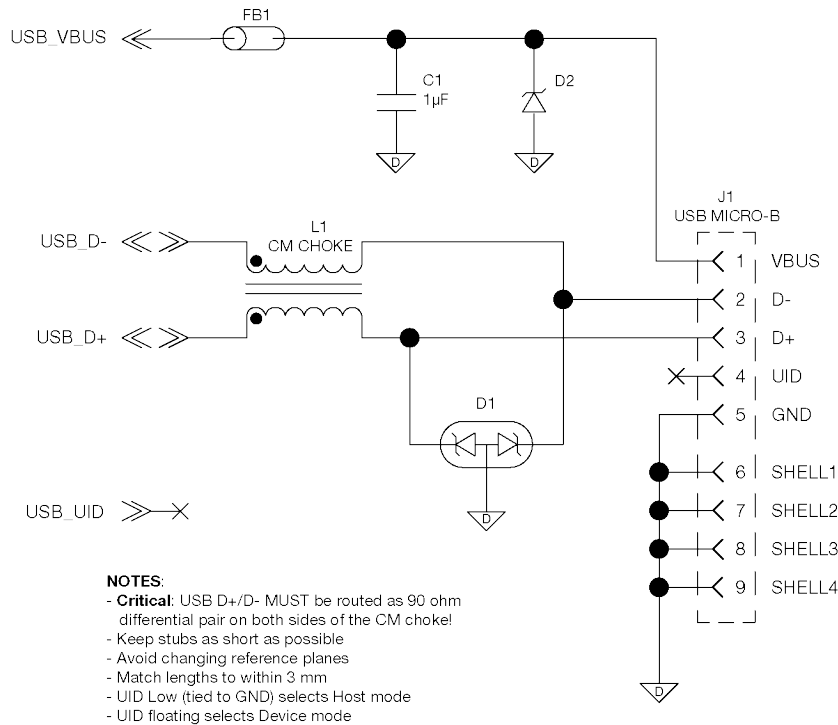 FB1
USB_VBUS
C1
1µF
D2
D
D
J1
USB MICRO-B
L1
CM CHOKE
USB_D-
1 VBUS
2 D-
USB_D+
3 D+
4 UID
D1
5 GND
6 SHELL1
USB_UID
D
7 SHELL2
8 SHELL3
9 SHELL4
NOTES:
- Critical: USB D+/D- MUST be routed as 90 ohm
differential pair on both sides of the CM choke!
- Keep stubs as short as possible
- Avoid changing reference planes
- Match lengths to within 3 mm
- UID Low (tied to GND) selects Host mode
- UID floating selects Device mode
D